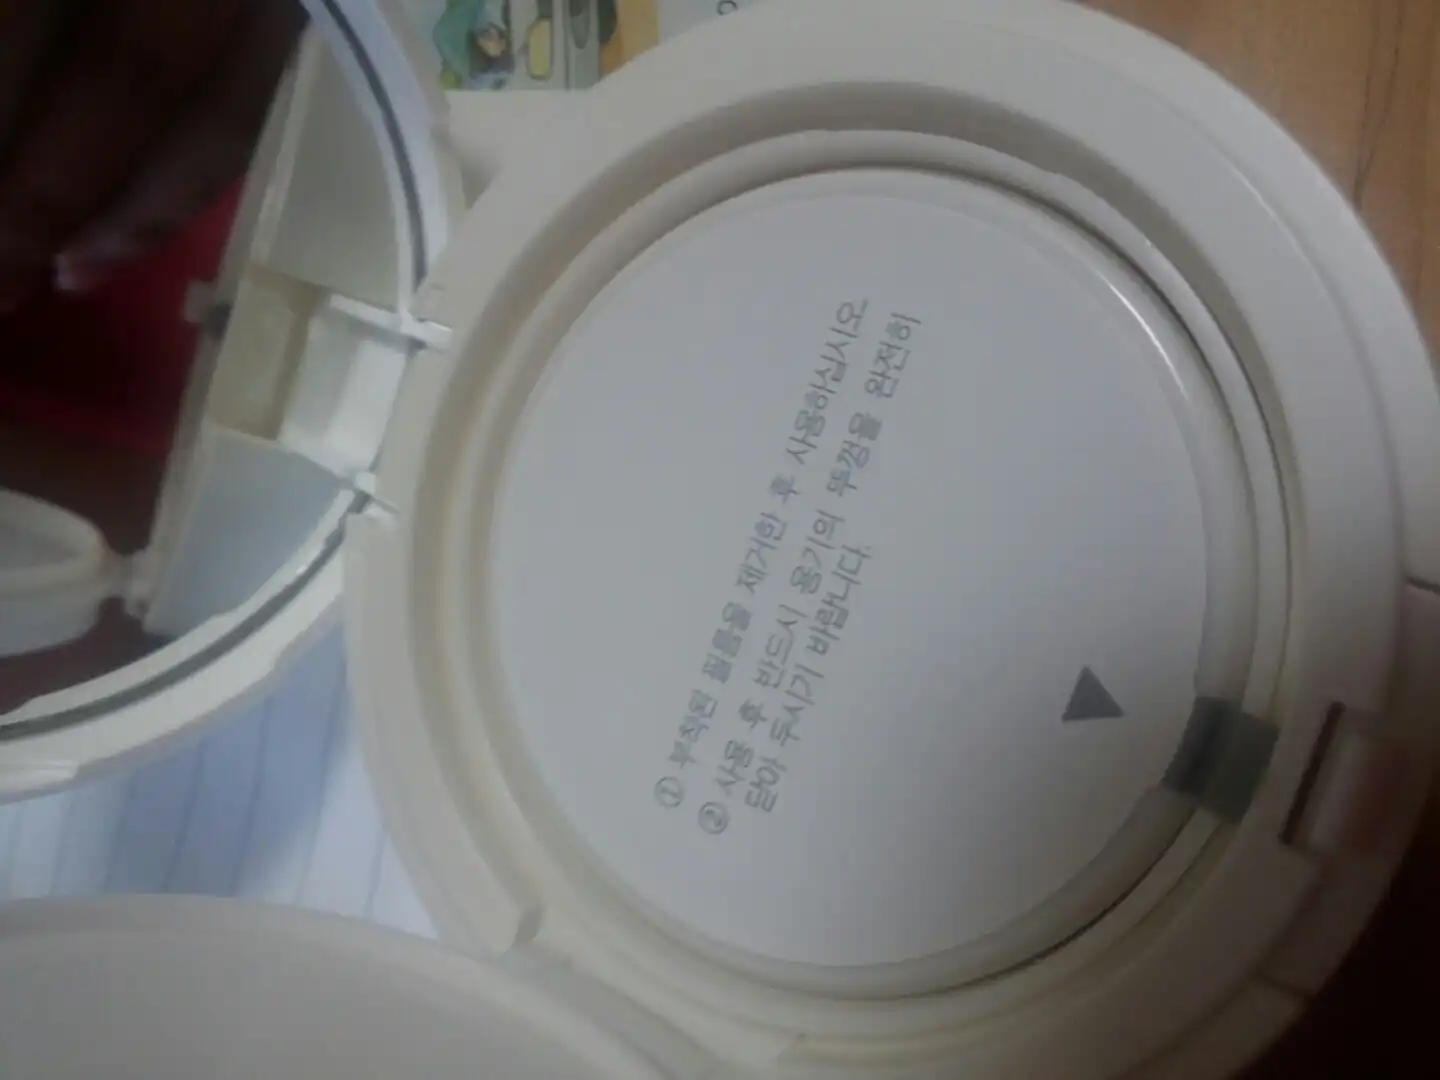 ① 부착된 필름을 제거한 후 사용하십시오.
② 사용 후 반드시 용기의 뚜껑을 완전히
닫아 두시기 바랍니다.